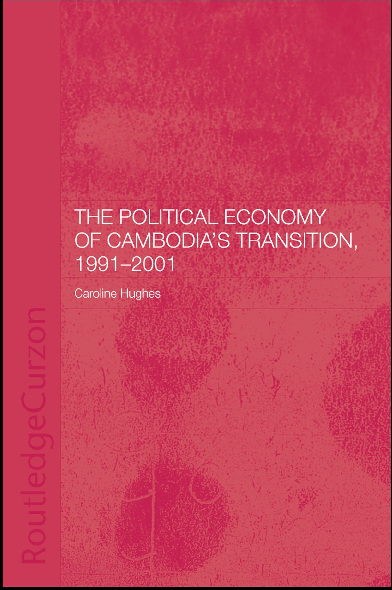 THE POLITICAL ECONOMY
OF CAMBODIA'S TRANSITION,
1991–2001
Caroline Hughes
RoutledgeCurzon